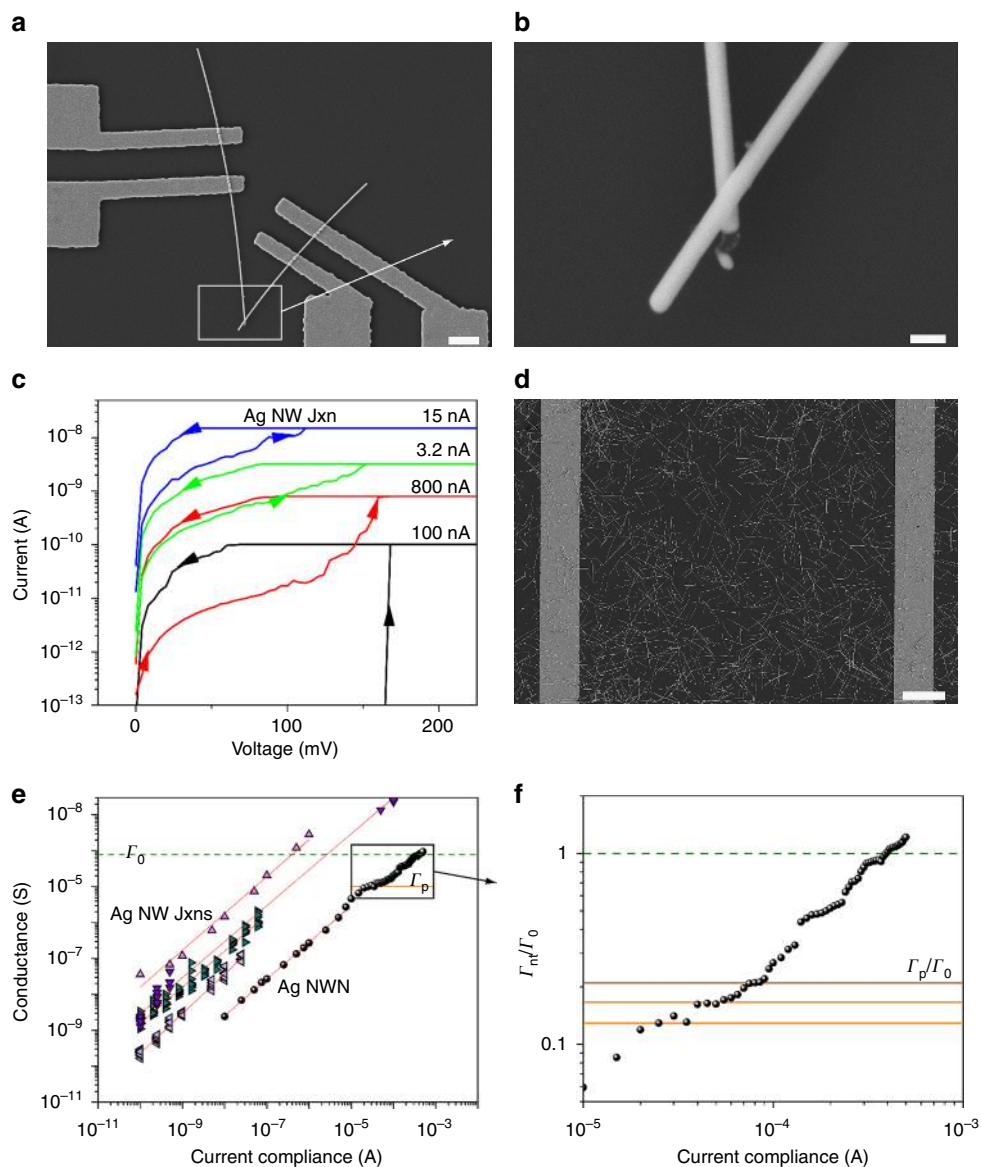 a
b
c
Ag NW Jxn
15 nA
3.2 nA
800 nA
100 nA
10⁻⁸
10⁻⁹
10⁻¹⁰
10⁻¹¹
10⁻¹²
10⁻¹³
Current (A)
0
100
200
Voltage (mV)
d
e
10⁻⁸
10⁻⁵
10⁻⁷
10⁻⁹
10⁻¹¹
Conductance (S)
Γ₀
Γₚ
Ag NW Jxns
Ag NWN
10⁻¹¹
10⁻⁹
10⁻⁷
10⁻⁵
10⁻³
Current compliance (A)
f
1
0.1
Γₙₜ/Γ₀
Γₚ/Γ₀
10⁻⁵
10⁻⁴
10⁻³
Current compliance (A)